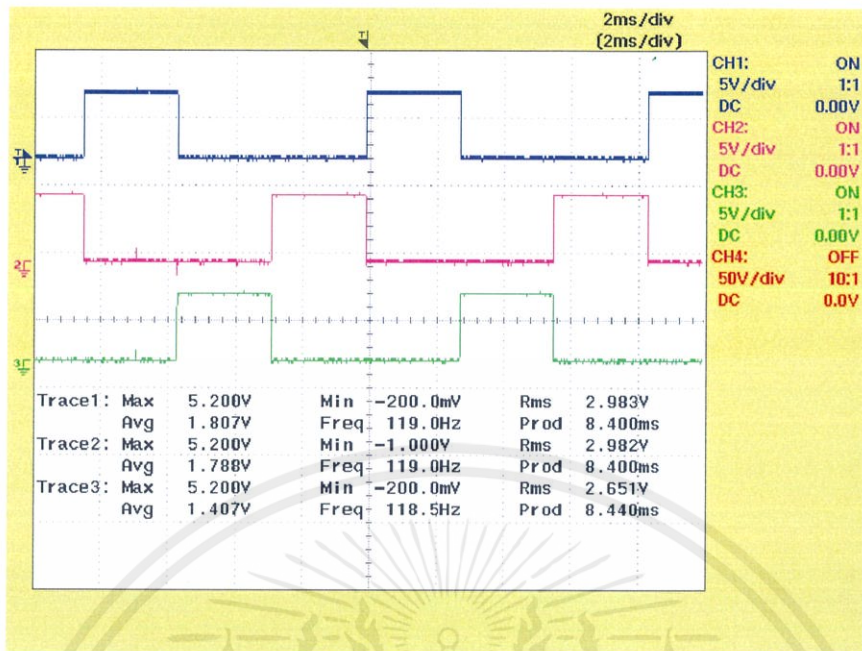 2ms/div
(2ms/div)
T
CH1: ON
5V/div 1:1
DC 0.00V
CH2: ON
5V/div 1:1
DC 0.00V
CH3: ON
5V/div 1:1
DC 0.00V
CH4: OFF
50V/div 10:1
DC 0.0V
T
1
2
3
Trace1: Max 5.200V Min -200.0mV Rms 2.983V
Avg 1.807V Freq 119.0Hz Prod 8.400ms
Trace2: Max 5.200V Min -1.000V Rms 2.982V
Avg 1.788V Freq 119.0Hz Prod 8.400ms
Trace3: Max 5.200V Min -200.0mV Rms 2.651V
Avg 1.407V Freq 118.5Hz Prod 8.440ms